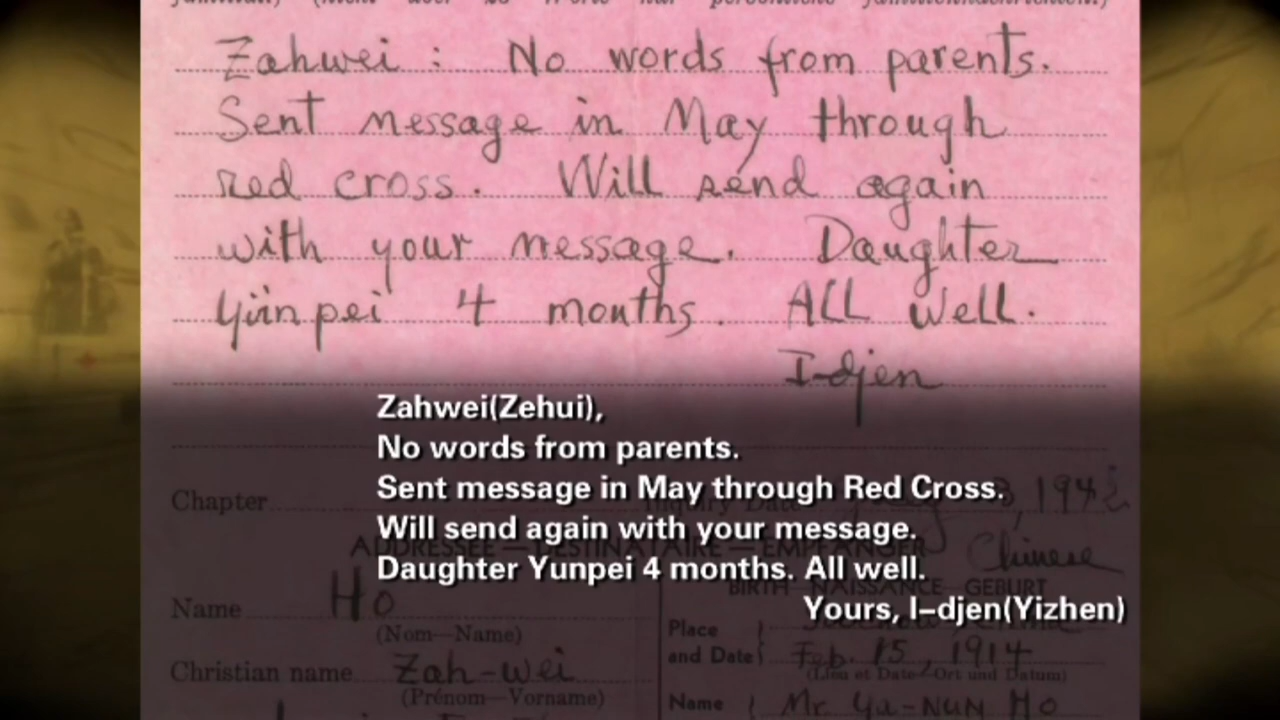 Zahwei : No words from parents.
Sent message in May through
red cross. Will send again
with your message. Daughter
Yünpei 4 months. ALL well.
I-djen
Zahwei(Zehui),
No words from parents.
Sent message in May through Red Cross.
Will send again with your message.
Daughter Yunpei 4 months. All well.
Yours, I-djen(Yizhen)
Chapter
Chinese
ADDRESSEE — DESTINATAIRE — EMPFÄNGER
BIRTH NAISSANCE GEBURT
Name Ho
(Nom—Name)
Place
and Date Feb. 15, 1914
(Lieu et Date—Ort und Datum)
Christian name Zah-wei
(Prénom—Vorname)
Name Mr. Ya-Nun Ho